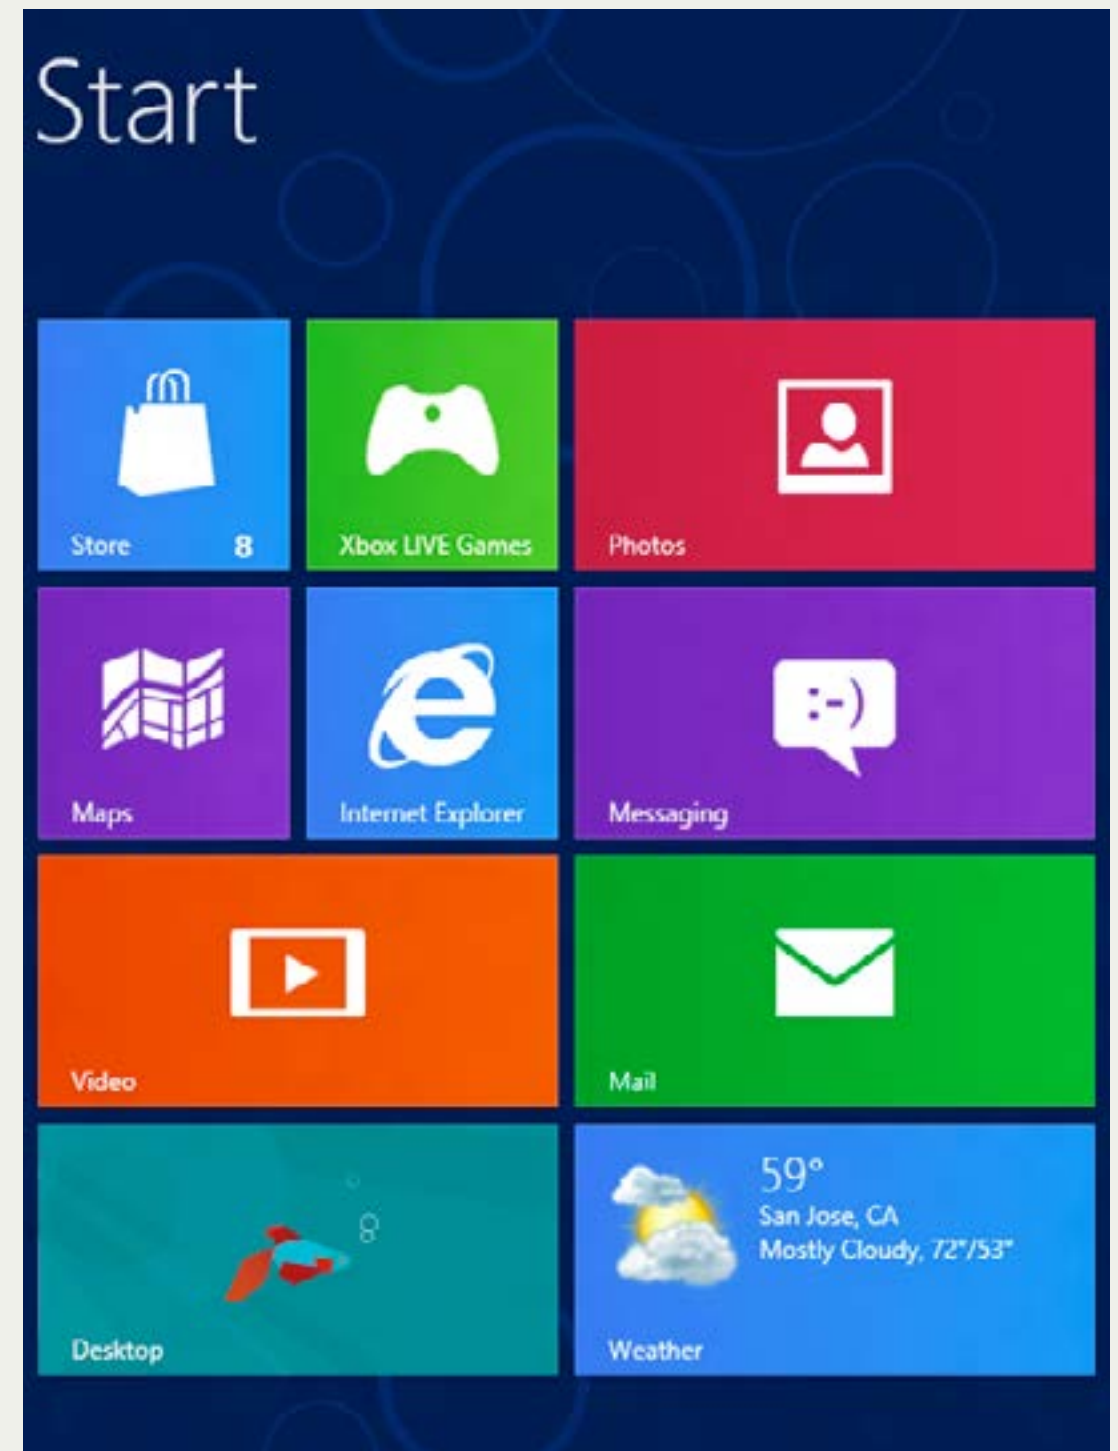 Start
Store 8
Xbox LIVE Games
Photos
Maps
Internet Explorer
:-)
Messaging
Video
Mail
Desktop
59°
San Jose, CA
Mostly Cloudy, 72°/53°
Weather